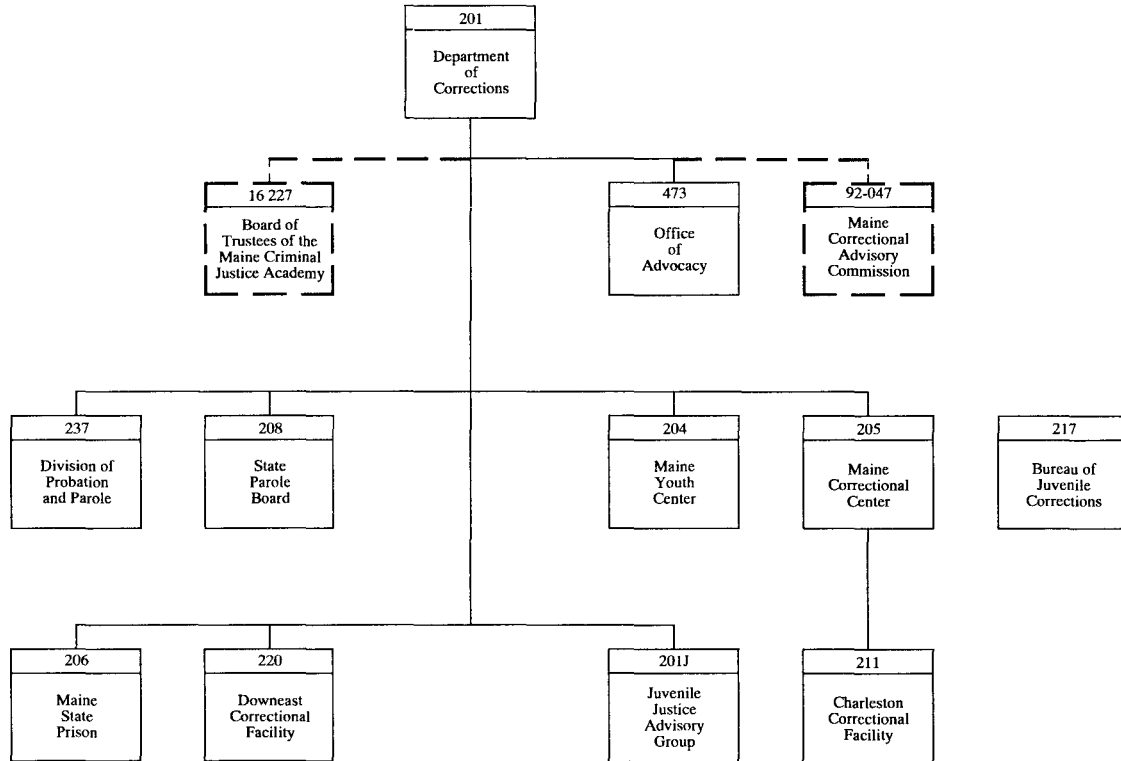 201
Department
of
Corrections
16 227
Board of
Trustees of the
Maine Criminal
Justice Academy
473
Office
of
Advocacy
92-047
Maine
Correctional
Advisory
Commission
237
Division of
Probation
and Parole
208
State
Parole
Board
204
Maine
Youth
Center
205
Maine
Correctional
Center
217
Bureau of
Juvenile
Corrections
206
Maine
State
Prison
220
Downeast
Correctional
Facility
201J
Juvenile
Justice
Advisory
Group
211
Charleston
Correctional
Facility